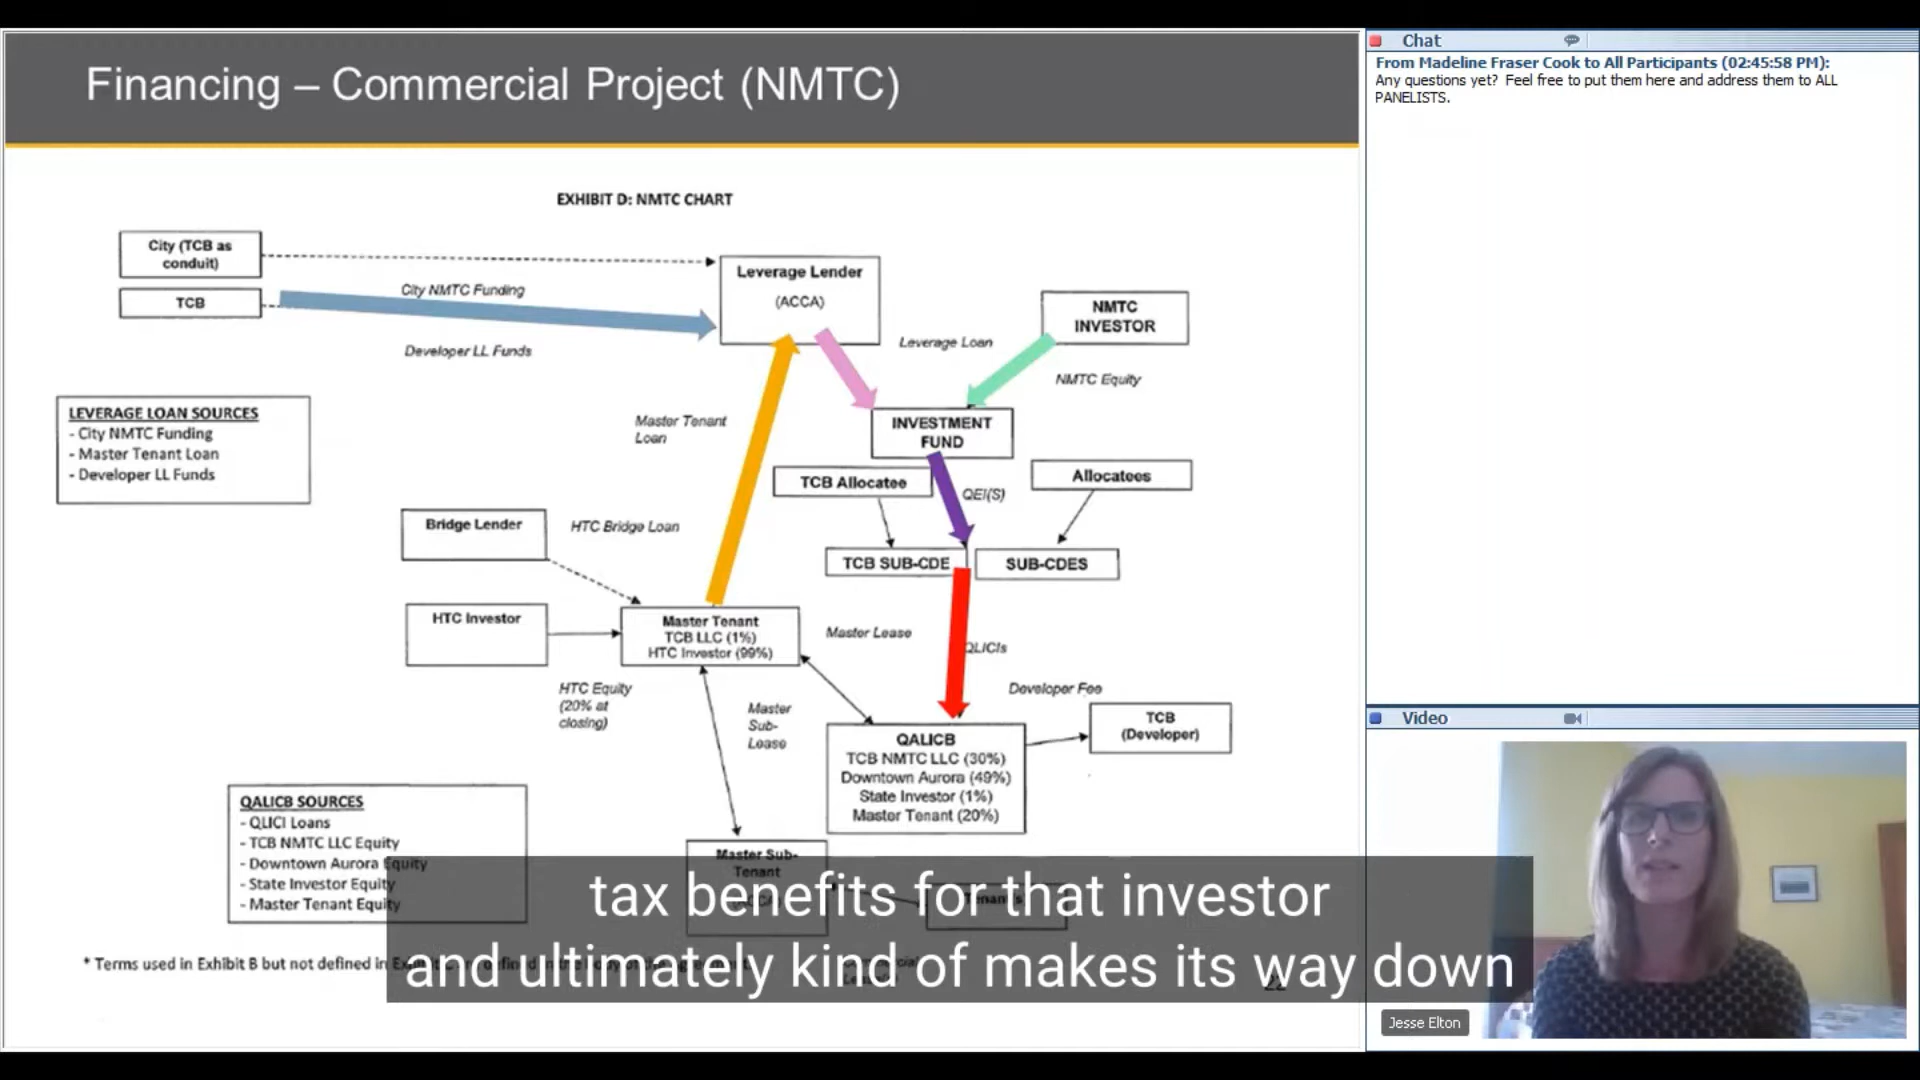 Financing – Commercial Project (NMTC)
EXHIBIT D: NMTC CHART
City (TCB as
conduit)
TCB
City NMTC Funding
Developer LL Funds
Leverage Lender
(ACCA)
NMTC
INVESTOR
Leverage Loan
NMTC Equity
LEVERAGE LOAN SOURCES
- City NMTC Funding
- Master Tenant Loan
- Developer LL Funds
Master Tenant
Loan
INVESTMENT
FUND
TCB Allocatee
QEI(S)
Allocatees
Bridge Lender
HTC Bridge Loan
TCB SUB-CDE
SUB-CDES
HTC Investor
Master Tenant
TCB LLC (1%)
HTC Investor (99%)
Master Lease
QLICIs
HTC Equity
(20% at
closing)
Master
Sub-
Lease
Developer Fee
TCB
(Developer)
QALICB
TCB NMTC LLC (30%)
Downtown Aurora (49%)
State Investor (1%)
Master Tenant (20%)
QALICB SOURCES
- QLICI Loans
- TCB NMTC LLC Equity
- Downtown Aurora Equity
- State Investor Equity
- Master Tenant Equity
Master Sub-
Tenant
* Terms used in Exhibit B but not defined in
22
tax benefits for that investor
and ultimately kind of makes its way down
Chat
From Madeline Fraser Cook to All Participants (02:45:58 PM):
Any questions yet? Feel free to put them here and address them to ALL
PANELISTS.
Video
Jesse Elton